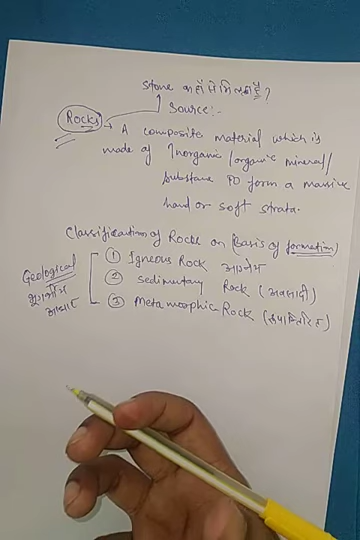 Stone कहाँ से मिलता है?
Source:-
Rocks → A composite material which is
made of Inorganic/organic mineral/
substance to form a massive
hard or soft strata.
Classification of Rock on (Basis of formation)
Geological भूगर्भीय आधार
① Igneous Rock आग्नेय
② Sedimentary Rock (अवसादी)
③ Metamorphic Rock (रूपांतरित)